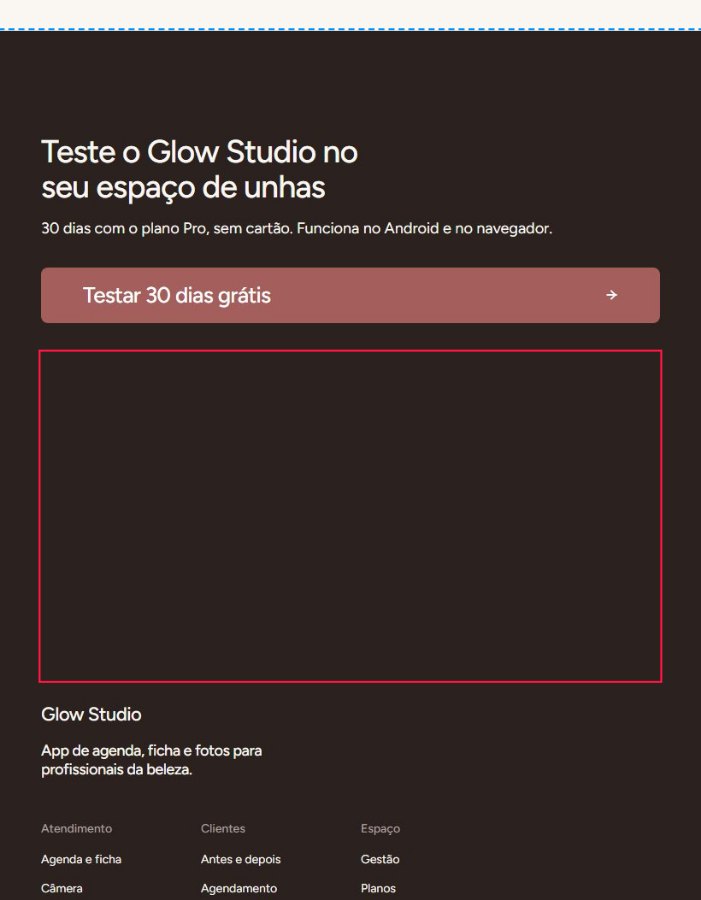 Teste o Glow Studio no
seu espaço de unhas
30 dias com o plano Pro, sem cartão. Funciona no Android e no navegador.
Testar 30 dias grátis →
Glow Studio
App de agenda, ficha e fotos para
profissionais da beleza.
Atendimento Clientes Espaço
Agenda e ficha Antes e depois Gestão
Câmera Agendamento Planos